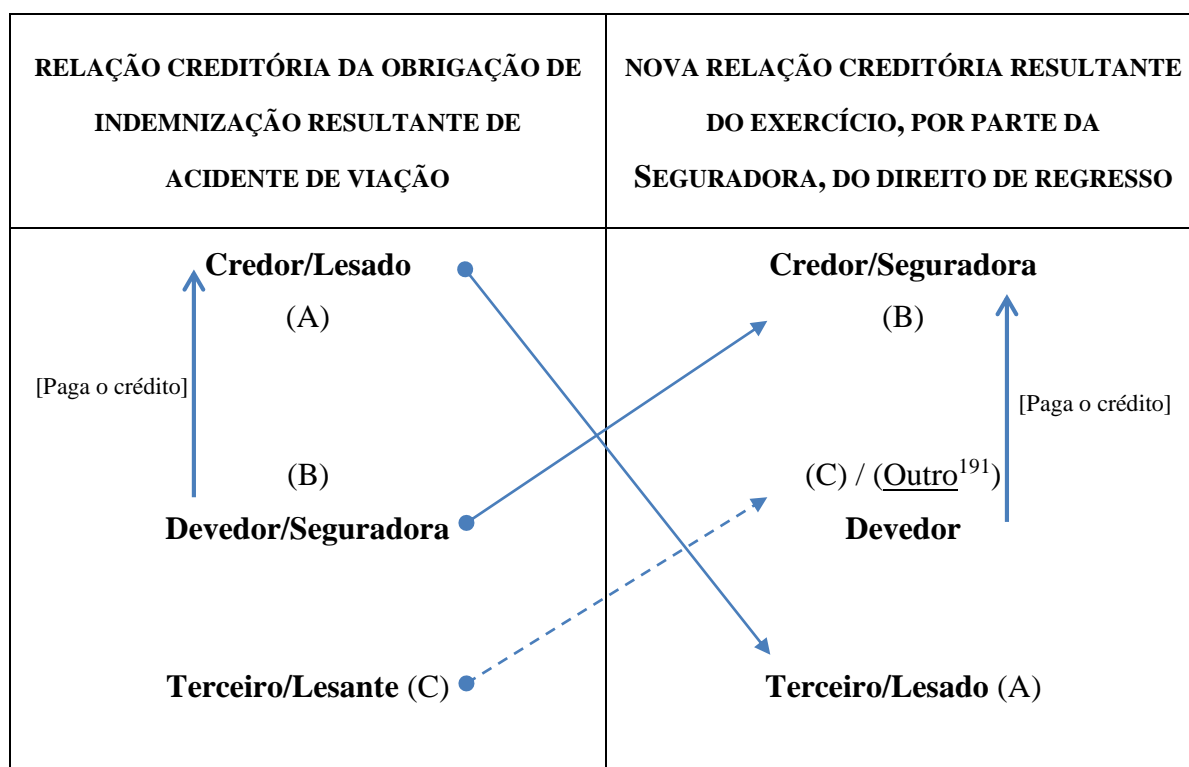 RELAÇÃO CREDITÓRIA DA OBRIGAÇÃO DE
INDEMNIZAÇÃO RESULTANTE DE
ACIDENTE DE VIAÇÃO
NOVA RELAÇÃO CREDITÓRIA RESULTANTE
DO EXERCÍCIO, POR PARTE DA
SEGURADORA, DO DIREITO DE REGRESSO
Credor/Lesado
(A)
[Paga o crédito]
(B)
Devedor/Seguradora
Terceiro/Lesante (C)
Credor/Seguradora
(B)
[Paga o crédito]
(C) / (Outro191)
Devedor
Terceiro/Lesado (A)